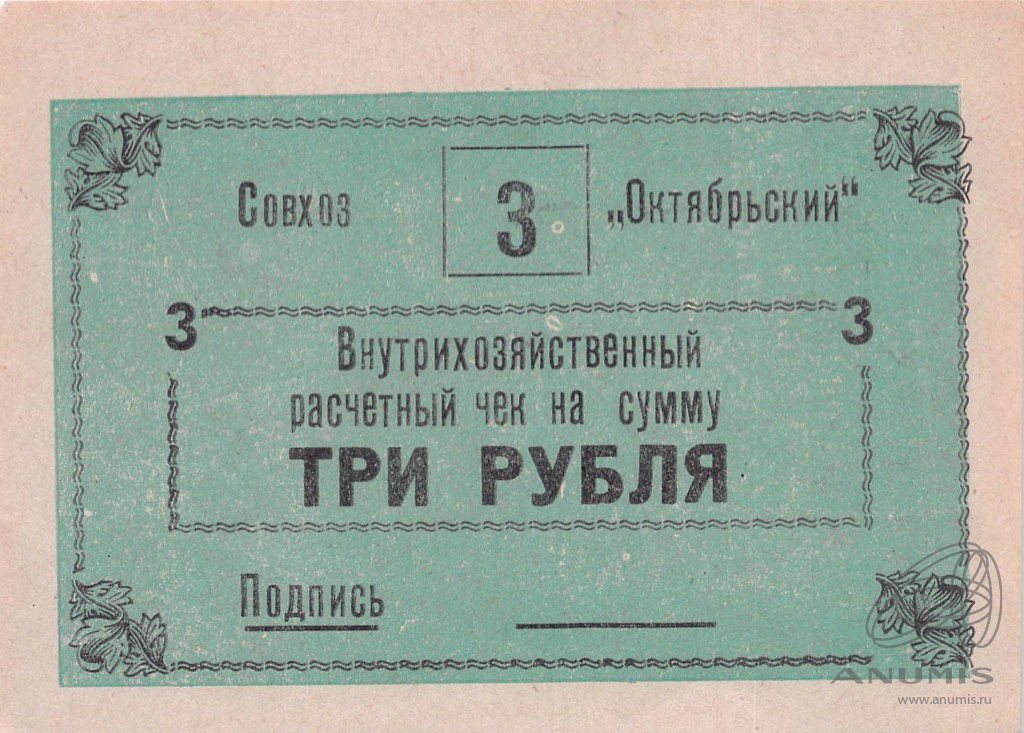 Совхоз 3 „Октябрьский“
3 3
Внутрихозяйственный
расчетный чек на сумму
ТРИ РУБЛЯ
Подпись
ANUMIS
www.anumis.ru